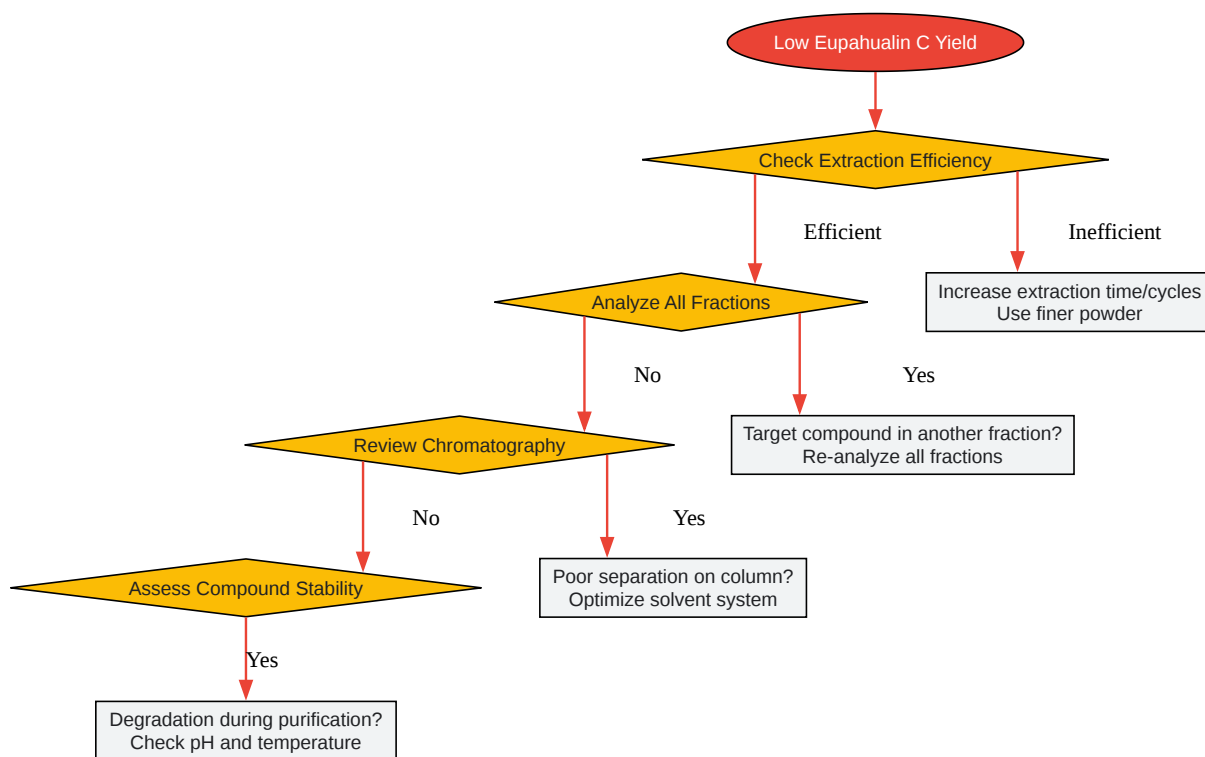 Low Eupahualin C Yield
Check Extraction Efficiency
Efficient
Inefficient
Increase extraction time/cycles
Use finer powder
Analyze All Fractions
No
Yes
Target compound in another fraction?
Re-analyze all fractions
Review Chromatography
No
Yes
Poor separation on column?
Optimize solvent system
Assess Compound Stability
Yes
Degradation during purification?
Check pH and temperature